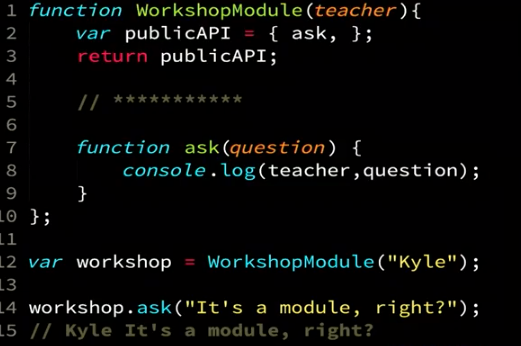 1 function WorkshopModule(teacher){
2     var publicAPI = { ask, };
3     return publicAPI;
4
5     // ***********
6
7     function ask(question) {
8         console.log(teacher,question);
9     }
10 };
11
12 var workshop = WorkshopModule("Kyle");
13
14 workshop.ask("It's a module, right?");
15 // Kyle It's a module, right?